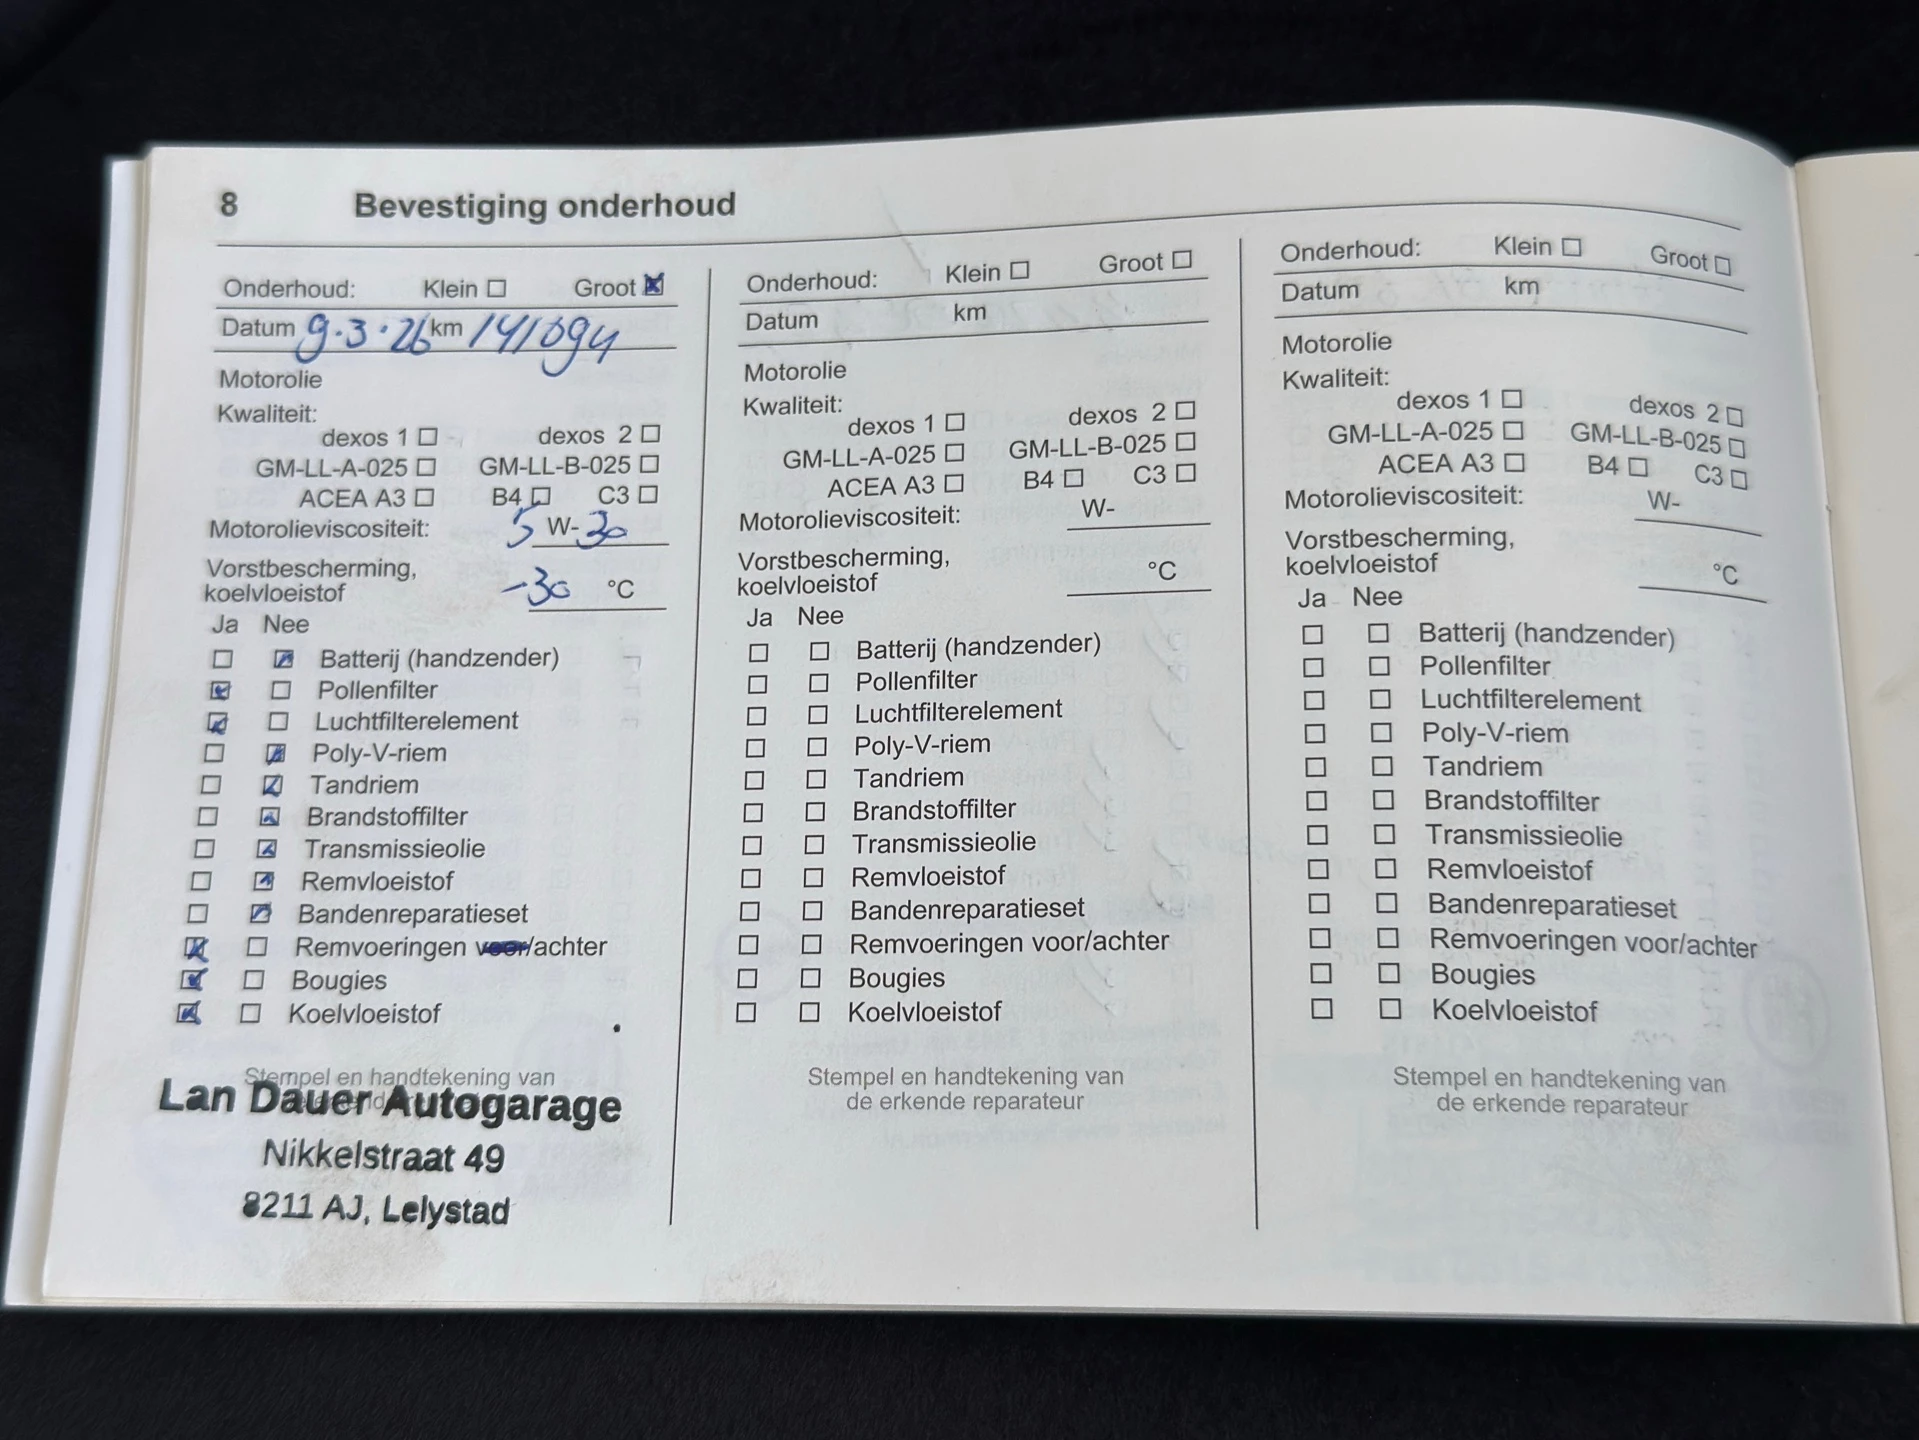 8 Bevestiging onderhoud
Onderhoud: Klein ☐ Groot ☒
Datum 9.3.26 km 141094
Motorolie
Kwaliteit:
dexos 1 ☐ dexos 2 ☐
GM-LL-A-025 ☐ GM-LL-B-025 ☐
ACEA A3 ☐ B4 ☐ C3 ☐
Motorolieviscositeit: 5 W-30
Vorstbescherming,
koelvloeistof -30 °C
Ja Nee
☐ ☒ Batterij (handzender)
☒ ☐ Pollenfilter
☒ ☐ Luchtfilterelement
☐ ☒ Poly-V-riem
☐ ☒ Tandriem
☐ ☒ Brandstoffilter
☐ ☒ Transmissieolie
☐ ☒ Remvloeistof
☐ ☒ Bandenreparatieset
☒ ☐ Remvoeringen voor/achter
☒ ☐ Bougies
☒ ☐ Koelvloeistof
Stempel en handtekening van
Lan Dauer Autogarage
Nikkelstraat 49
8211 AJ, Lelystad
Onderhoud: Klein ☐ Groot ☐
Datum km
Motorolie
Kwaliteit:
dexos 1 ☐ dexos 2 ☐
GM-LL-A-025 ☐ GM-LL-B-025 ☐
ACEA A3 ☐ B4 ☐ C3 ☐
Motorolieviscositeit: W-
Vorstbescherming,
koelvloeistof °C
Ja Nee
☐ ☐ Batterij (handzender)
☐ ☐ Pollenfilter
☐ ☐ Luchtfilterelement
☐ ☐ Poly-V-riem
☐ ☐ Tandriem
☐ ☐ Brandstoffilter
☐ ☐ Transmissieolie
☐ ☐ Remvloeistof
☐ ☐ Bandenreparatieset
☐ ☐ Remvoeringen voor/achter
☐ ☐ Bougies
☐ ☐ Koelvloeistof
Stempel en handtekening van
de erkende reparateur
Onderhoud: Klein ☐ Groot ☐
Datum km
Motorolie
Kwaliteit:
dexos 1 ☐ dexos 2 ☐
GM-LL-A-025 ☐ GM-LL-B-025 ☐
ACEA A3 ☐ B4 ☐ C3 ☐
Motorolieviscositeit: W-
Vorstbescherming,
koelvloeistof °C
Ja Nee
☐ ☐ Batterij (handzender)
☐ ☐ Pollenfilter
☐ ☐ Luchtfilterelement
☐ ☐ Poly-V-riem
☐ ☐ Tandriem
☐ ☐ Brandstoffilter
☐ ☐ Transmissieolie
☐ ☐ Remvloeistof
☐ ☐ Bandenreparatieset
☐ ☐ Remvoeringen voor/achter
☐ ☐ Bougies
☐ ☐ Koelvloeistof
Stempel en handtekening van
de erkende reparateur